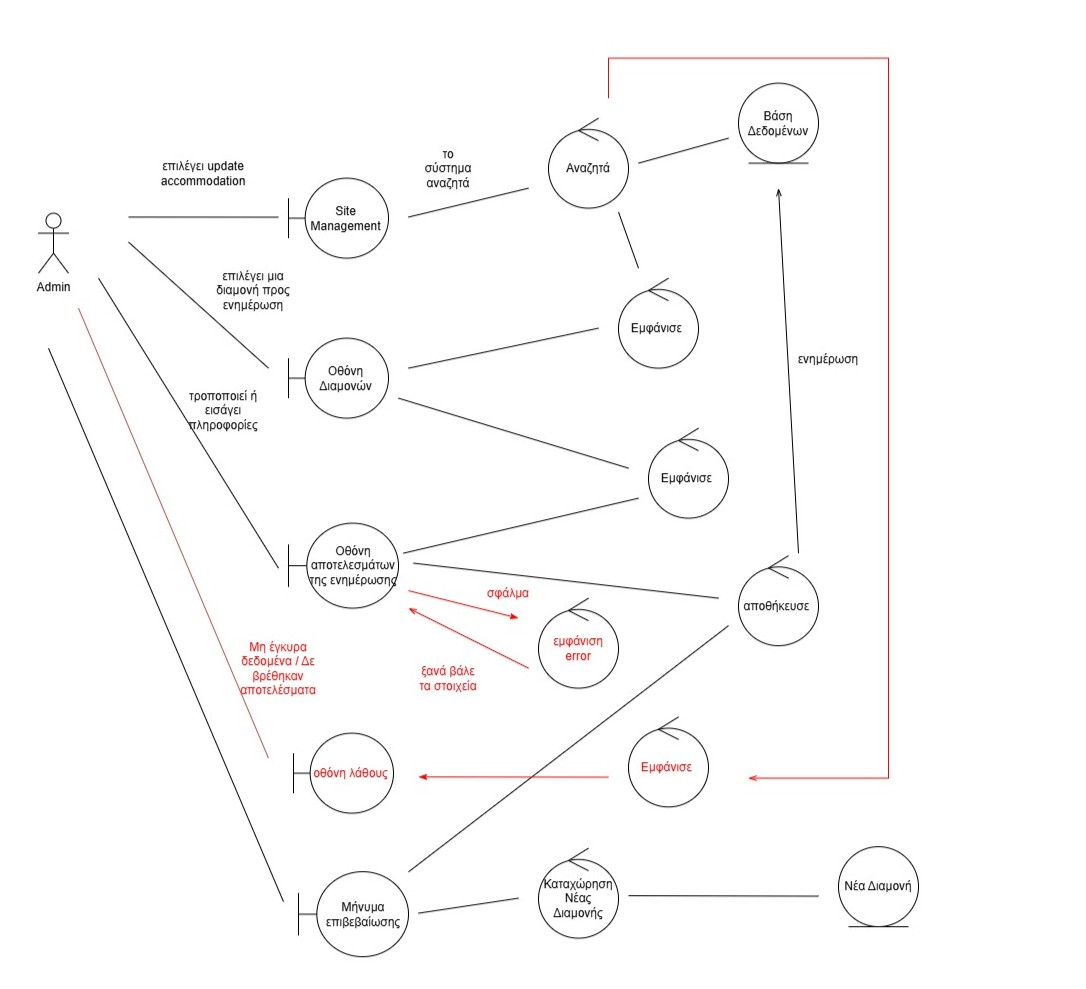 Βάση
Δεδομένων
το
σύστημα
αναζητά
επιλέγει update
accommodation
Αναζητά
Site
Management
Admin
επιλέγει μια
διαμονή προς
ενημέρωση
Εμφάνισε
ενημέρωση
Οθόνη
Διαμονών
τροποποιεί ή
εισάγει
πληροφορίες
Εμφάνισε
Οθόνη
αποτελεσμάτων
της ενημέρωσης
σφάλμα
αποθήκευσε
εμφάνιση
error
Μη έγκυρα
δεδομένα / Δε
βρέθηκαν
αποτελέσματα
ξανά βάλε
τα στοιχεία
οθόνη λάθους
Εμφάνισε
Καταχώρηση
Νέας
Διαμονής
Νέα Διαμονή
Μήνυμα
επιβεβαίωσης